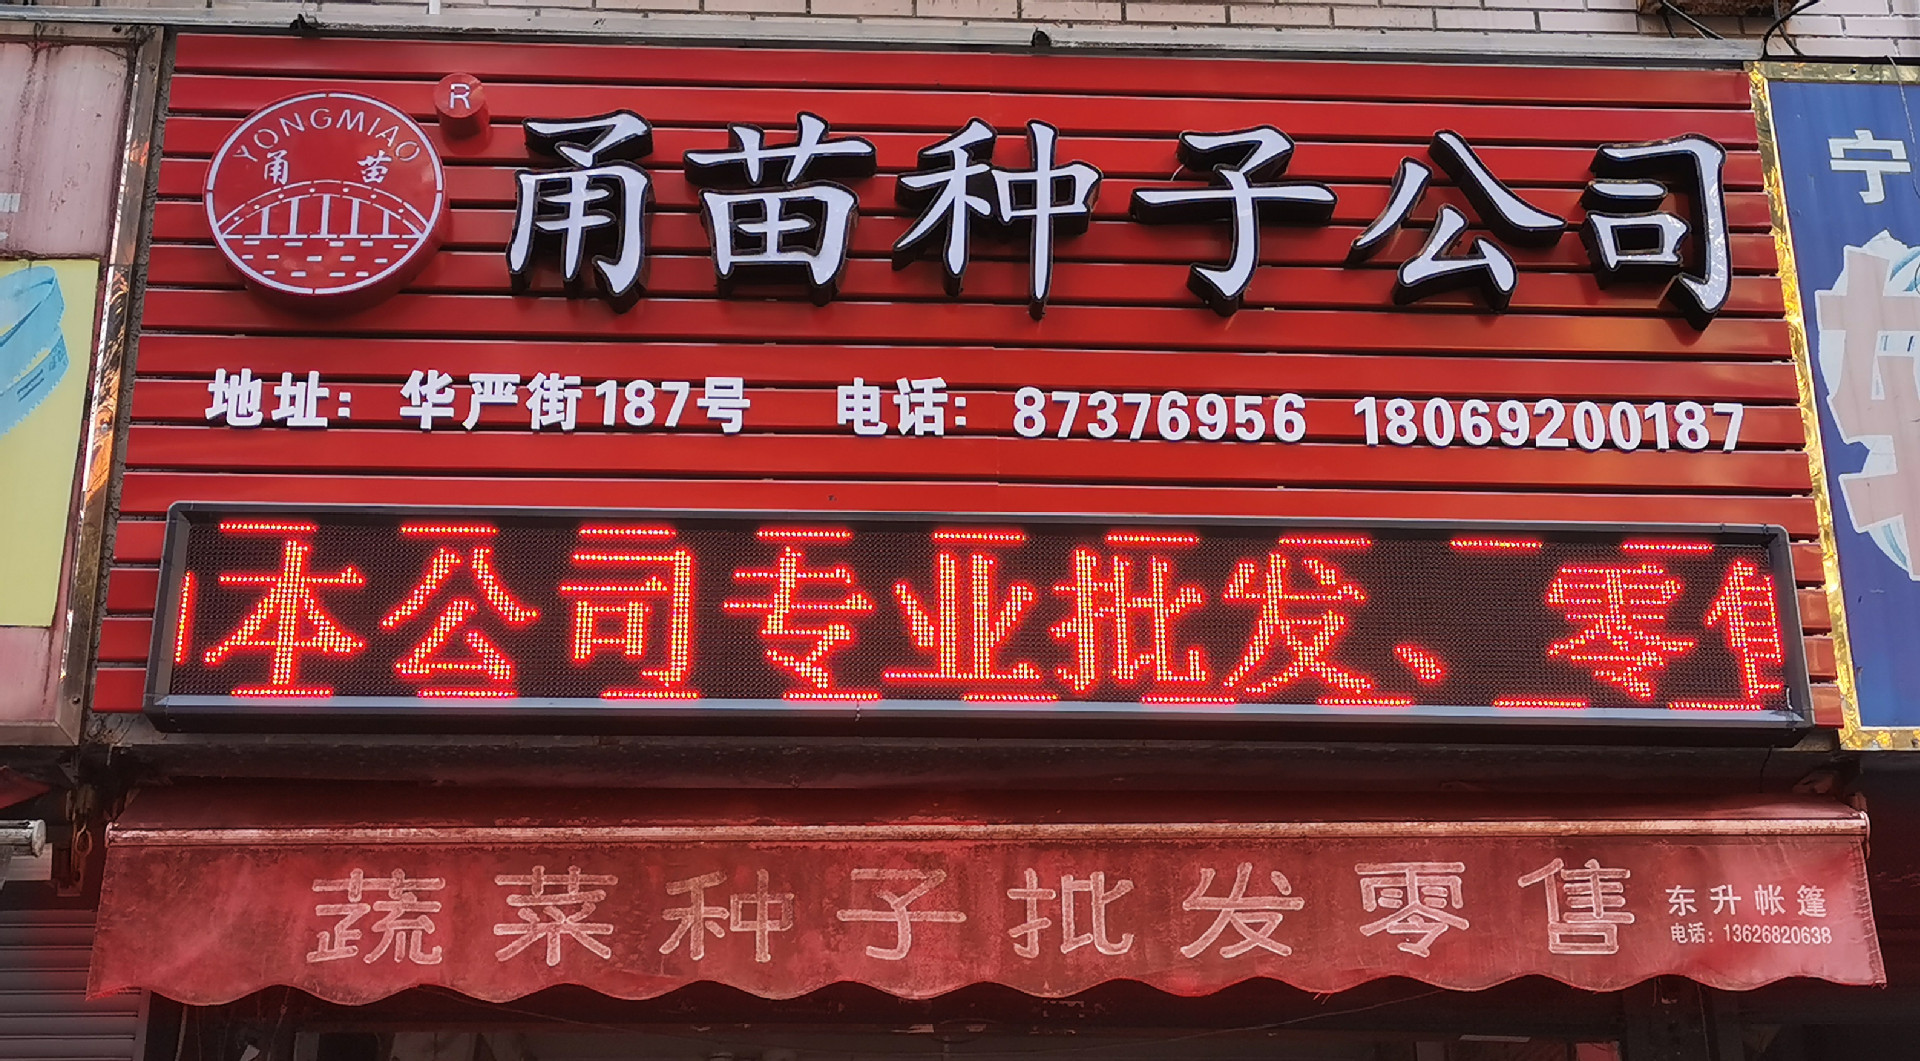 YONGMIAO
甬苗
R
甬苗种子公司
地址：华严街187号 电话：87376956 18069200187
本公司专业批发、零售
蔬菜种子批发零售
东升帐篷
电话：13626820638
宁